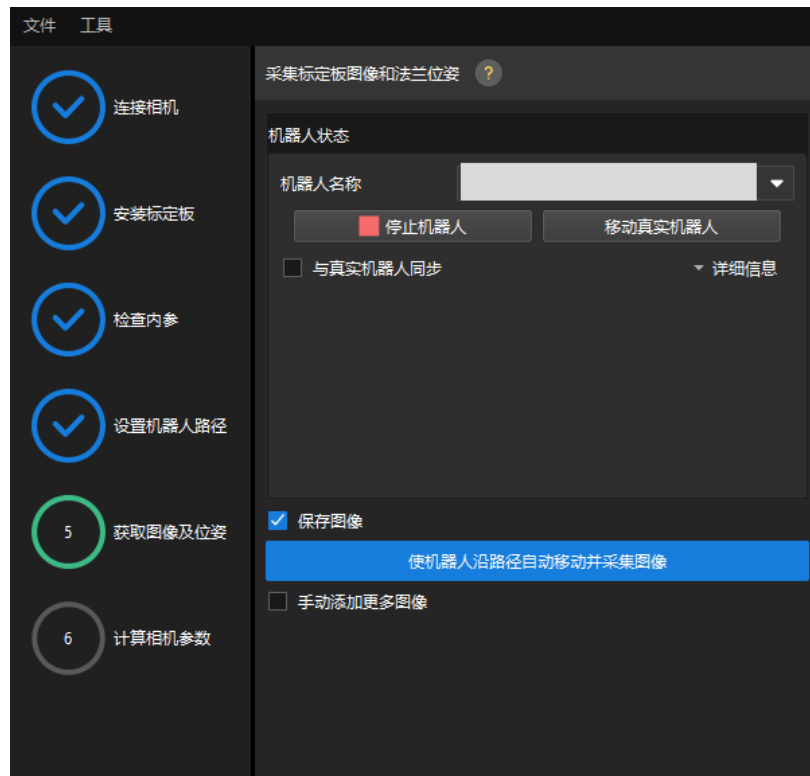 文件 工具
采集标定板图像和法兰位姿 ?
连接相机
安装标定板
检查内参
设置机器人路径
5 获取图像及位姿
6 计算相机参数
机器人状态
机器人名称
停止机器人 移动真实机器人
与真实机器人同步 详细信息
保存图像
使机器人沿路径自动移动并采集图像
手动添加更多图像